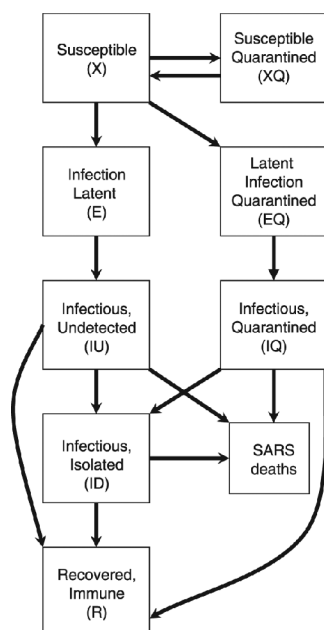 Susceptible
(X)
Susceptible
Quarantined
(XQ)
Infection
Latent
(E)
Latent
Infection
Quarantined
(EQ)
Infectious,
Undetected
(IU)
Infectious,
Quarantined
(IQ)
Infectious,
Isolated
(ID)
SARS
deaths
Recovered,
Immune
(R)